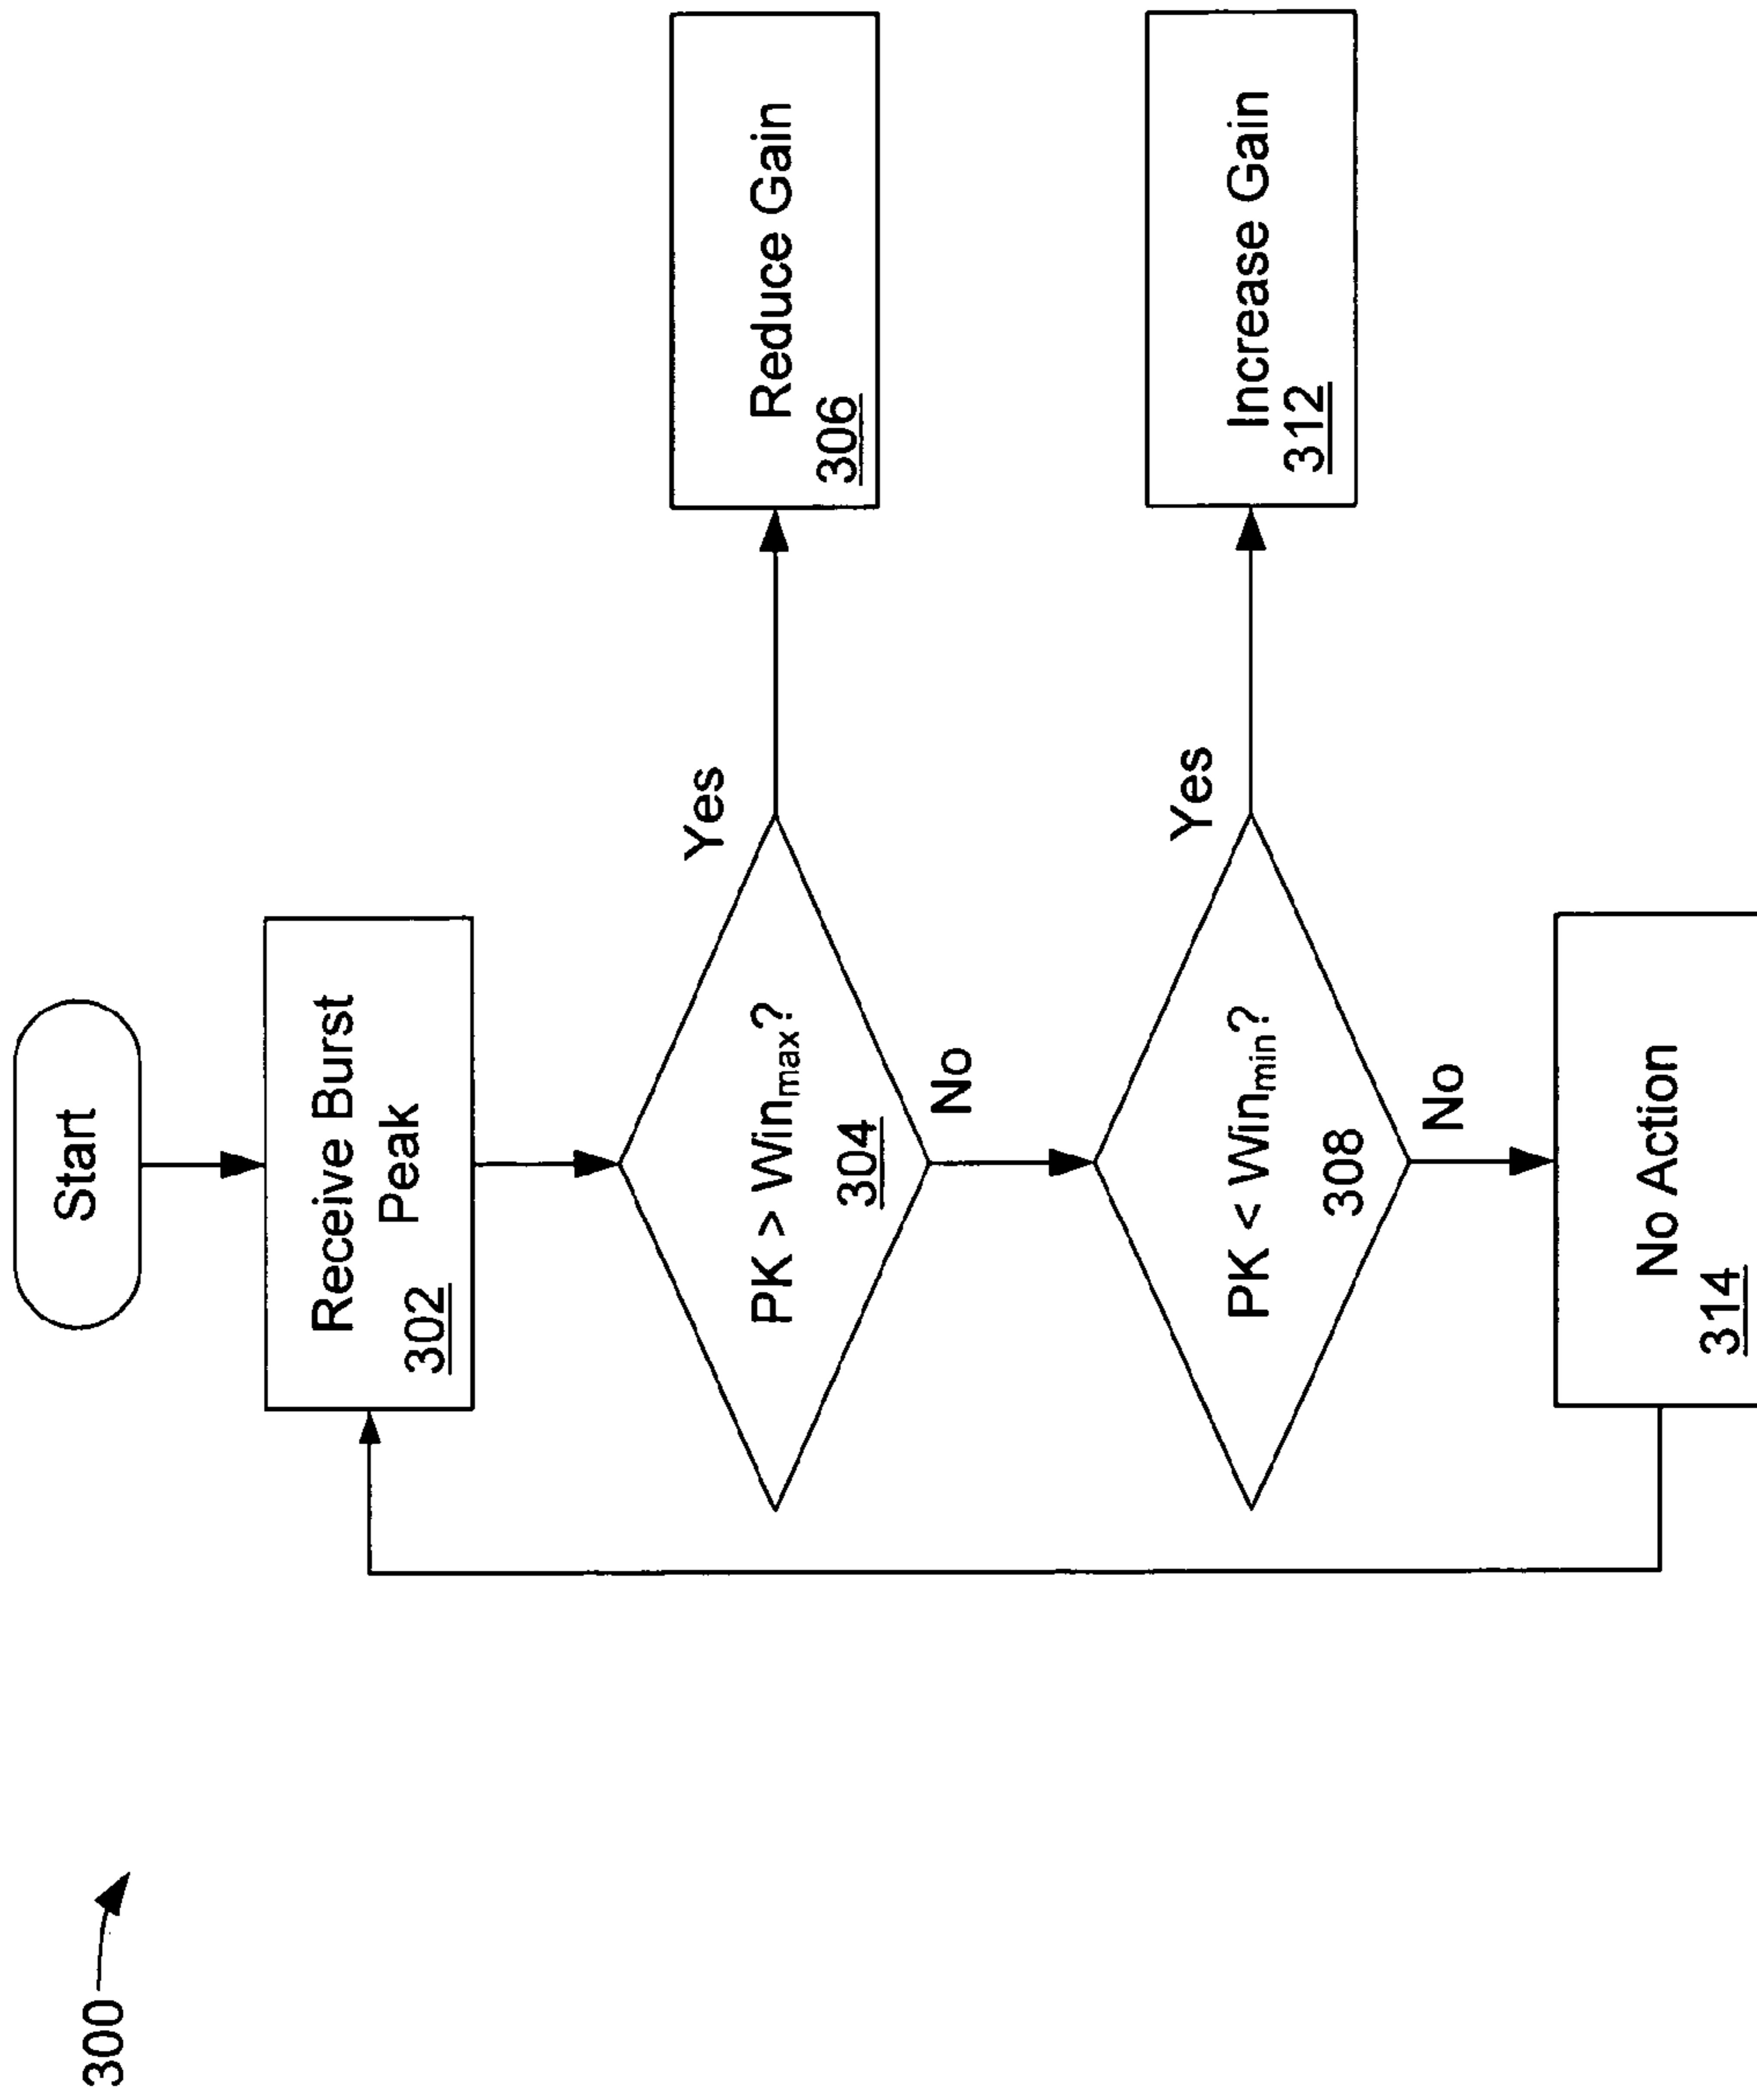 300
Start
Receive Burst
Peak
302
PK > Winmax?
304
Yes
Reduce Gain
306
No
PK < Winmin?
308
Yes
Increase Gain
312
No
No Action
314